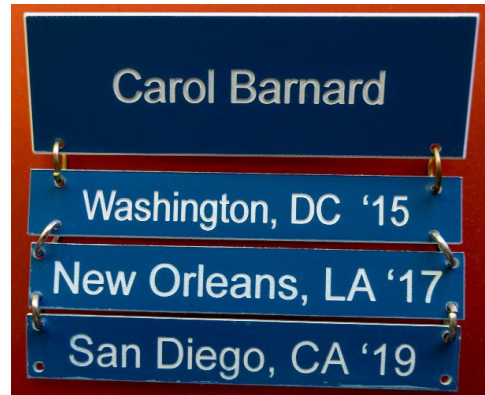 Carol Barnard
Washington, DC ‘15
New Orleans, LA ‘17
San Diego, CA ‘19